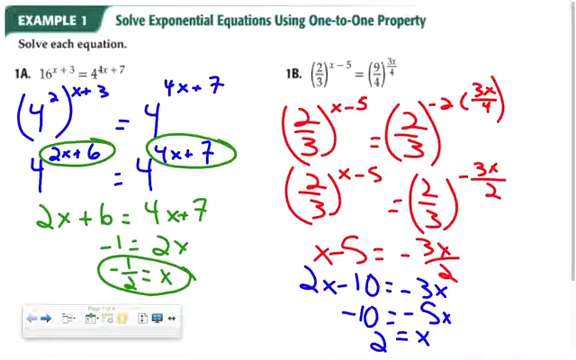 EXAMPLE 1 Solve Exponential Equations Using One-to-One Property
Solve each equation.
1A. 16^(x + 3) = 4^(4x + 7)
(4^2)^(x+3) = 4^(4x+7)
4^(2x+6) = 4^(4x+7)
2x+6 = 4x+7
-1 = 2x
-1/2 = x
1B. (2/3)^(x – 5) = (9/4)^(3x/4)
(2/3)^(x-5) = (2/3)^(-2(3x/4))
(2/3)^(x-5) = (2/3)^(-3x/2)
x-5 = -3x/2
2x-10 = -3x
-10 = -5x
2 = x